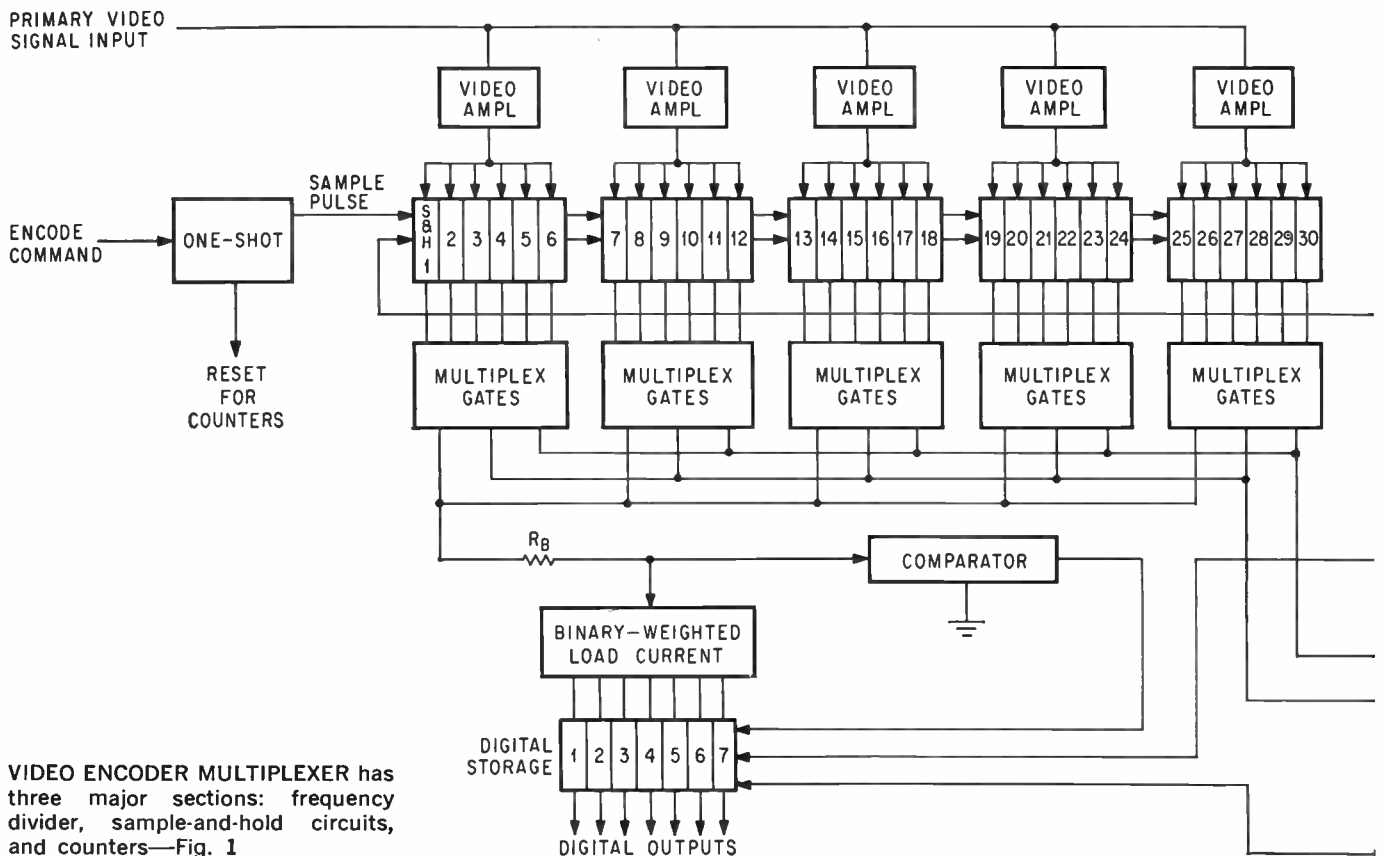 PRIMARY VIDEO
SIGNAL INPUT
VIDEO
AMPL
VIDEO
AMPL
VIDEO
AMPL
VIDEO
AMPL
VIDEO
AMPL
SAMPLE
PULSE
ENCODE
COMMAND
ONE-SHOT
S&H 1 2 3 4 5 6
7 8 9 10 11 12
13 14 15 16 17 18
19 20 21 22 23 24
25 26 27 28 29 30
RESET
FOR
COUNTERS
MULTIPLEX
GATES
MULTIPLEX
GATES
MULTIPLEX
GATES
MULTIPLEX
GATES
MULTIPLEX
GATES
RB
COMPARATOR
BINARY-WEIGHTED
LOAD CURRENT
DIGITAL
STORAGE
1 2 3 4 5 6 7
DIGITAL OUTPUTS
VIDEO ENCODER MULTIPLEXER has
three major sections: frequency
divider, sample-and-hold circuits,
and counters—Fig. 1